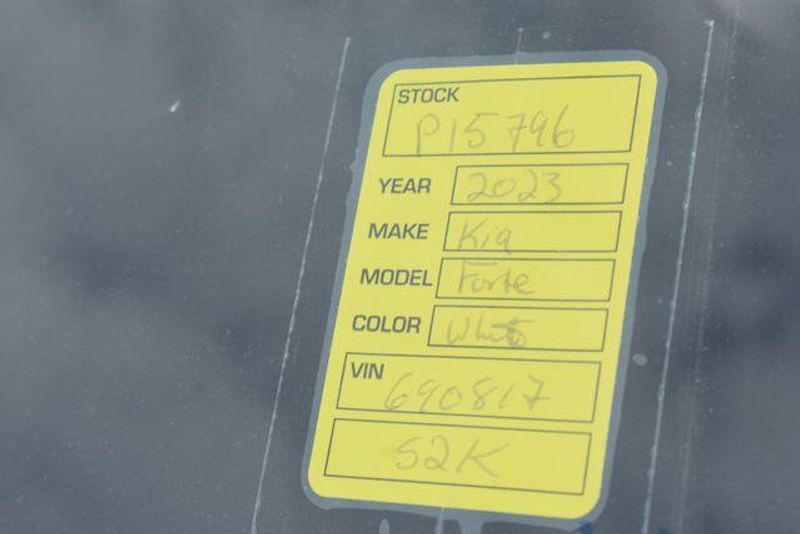 STOCK
P15796
YEAR 2023
MAKE Kia
MODEL Forte
COLOR White
VIN
690817
52K